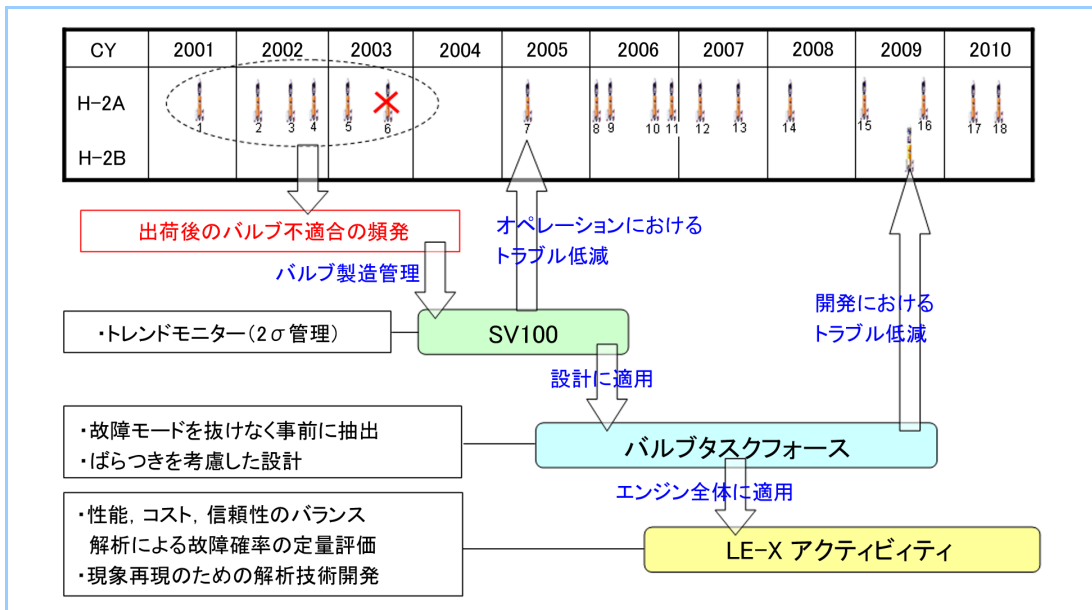 CY 2001 2002 2003 2004 2005 2006 2007 2008 2009 2010
H-2A
1 2 3 4 5 6 7 8 9 10 11 12 13 14 15 16 17 18
H-2B
出荷後のバルブ不適合の頻発
オペレーションにおける
トラブル低減
バルブ製造管理
開発における
トラブル低減
・トレンドモニター(2σ管理)
SV100
設計に適用
・故障モードを抜けなく事前に抽出
・ばらつきを考慮した設計
バルブタスクフォース
エンジン全体に適用
・性能, コスト, 信頼性のバランス
解析による故障確率の定量評価
・現象再現のための解析技術開発
LE-X アクティビィティ